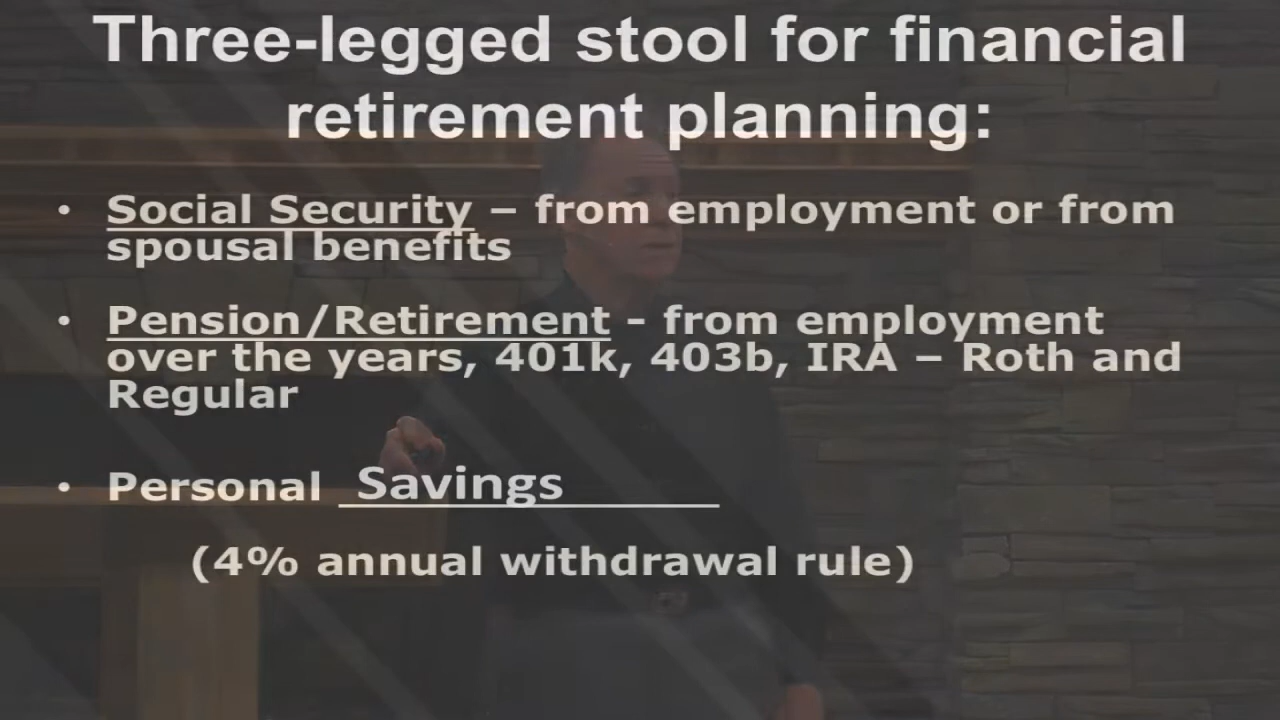 Three-legged stool for financial
retirement planning:
• Social Security – from employment or from
spousal benefits
• Pension/Retirement - from employment
over the years, 401k, 403b, IRA – Roth and
Regular
• Personal Savings
(4% annual withdrawal rule)